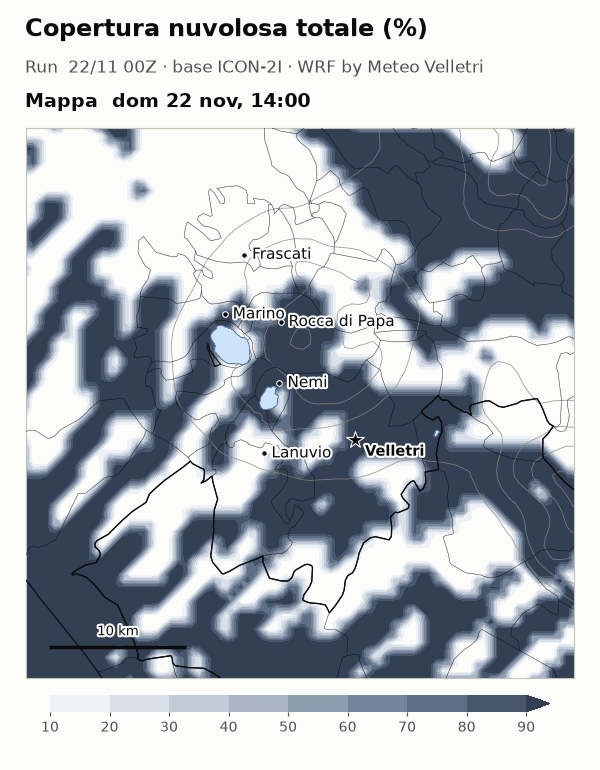 Copertura nuvolosa totale (%)
Run  22/11 00Z · base ICON-2I · WRF by Meteo Velletri
Mappa  dom 22 nov, 14:00
Frascati
Marino
Rocca di Papa
Nemi
Velletri
Lanuvio
10 km
10 20 30 40 50 60 70 80 90